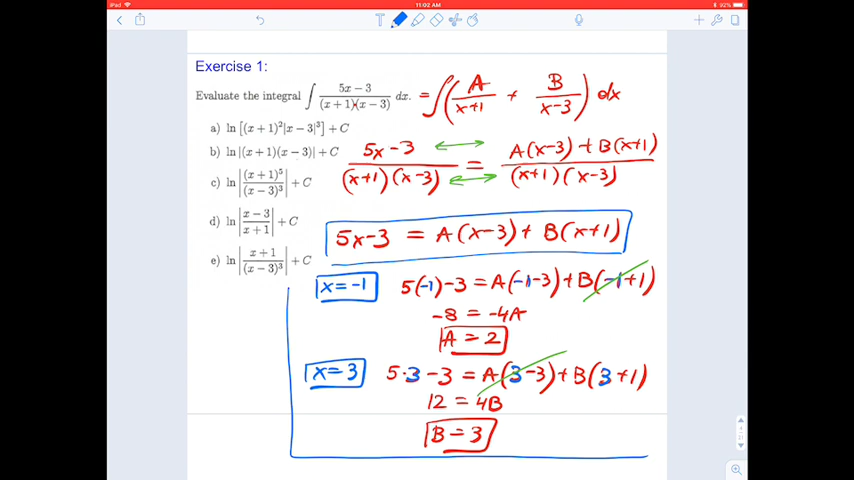 iPad
11:02 AM
92%
Exercise 1:
Evaluate the integral ∫ (5x − 3)/((x + 1)(x − 3)) dx. = ∫ (A/(x+1) + B/(x−3)) dx
a) ln [(x + 1)²|x − 3|³] + C
b) ln |(x + 1)(x − 3)| + C
(5x − 3)/((x+1)(x−3)) = (A(x−3) + B(x+1))/((x+1)(x−3))
c) ln |(x + 1)⁵/(x − 3)³| + C
d) ln |(x − 3)/(x + 1)| + C
5x−3 = A(x−3) + B(x+1)
e) ln |(x + 1)/(x − 3)³| + C
x = −1
5(−1)−3 = A(−1−3) + B(−1+1)
−8 = −4A
A = 2
x = 3
5·3 − 3 = A(3−3) + B(3+1)
12 = 4B
B = 3